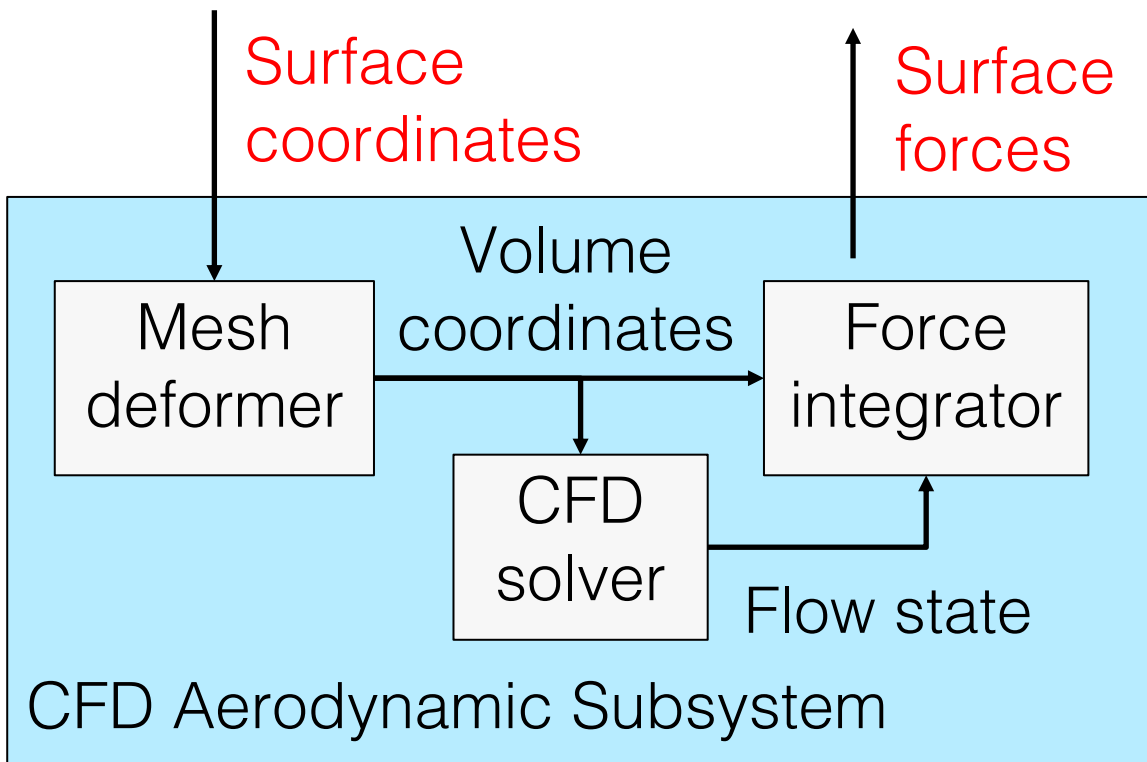 Surface
coordinates
Surface
forces
Volume
coordinates
Mesh
deformer
Force
integrator
CFD
solver
Flow state
CFD Aerodynamic Subsystem